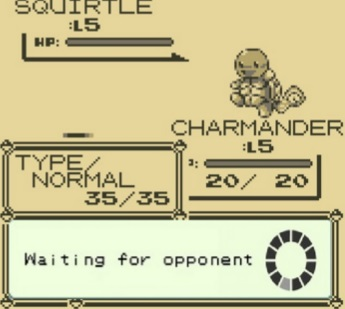 SQUIRTLE
:L5
HP:
CHARMANDER
:L5
TYPE/
NORMAL
35/35
20/ 20
Waiting for opponent